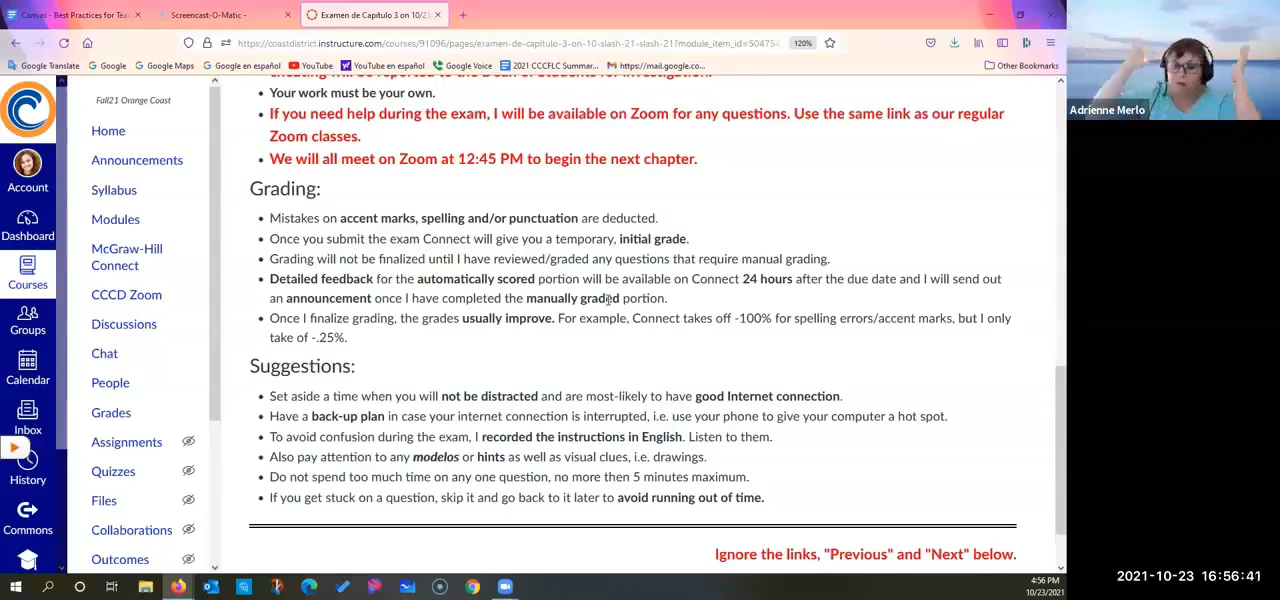 Canvas - Best Practices for Teac
Screencast-O-Matic -
Examen de Capítulo 3 on 10/21
https://coastdistrict.instructure.com/courses/91096/pages/examen-de-capitulo-3-on-10-slash-21-slash-21?module_item_id=504754
120%
Google Translate
Google
Google Maps
Google en español
YouTube
YouTube en español
Google Voice
2021 CCCFLC Summar...
https://mail.google.co...
Other Bookmarks
Account
Dashboard
Courses
Groups
Calendar
Inbox
History
Commons
Fall21 Orange Coast
Home
Announcements
Syllabus
Modules
McGraw-Hill
Connect
CCCD Zoom
Discussions
Chat
People
Grades
Assignments
Quizzes
Files
Collaborations
Outcomes
cheating will be reported to the Dean of Students for investigation.
Your work must be your own.
If you need help during the exam, I will be available on Zoom for any questions. Use the same link as our regular
Zoom classes.
We will all meet on Zoom at 12:45 PM to begin the next chapter.
Grading:
Mistakes on accent marks, spelling and/or punctuation are deducted.
Once you submit the exam Connect will give you a temporary, initial grade.
Grading will not be finalized until I have reviewed/graded any questions that require manual grading.
Detailed feedback for the automatically scored portion will be available on Connect 24 hours after the due date and I will send out
an announcement once I have completed the manually graded portion.
Once I finalize grading, the grades usually improve. For example, Connect takes off -100% for spelling errors/accent marks, but I only
take of -.25%.
Suggestions:
Set aside a time when you will not be distracted and are most-likely to have good Internet connection.
Have a back-up plan in case your internet connection is interrupted, i.e. use your phone to give your computer a hot spot.
To avoid confusion during the exam, I recorded the instructions in English. Listen to them.
Also pay attention to any modelos or hints as well as visual clues, i.e. drawings.
Do not spend too much time on any one question, no more then 5 minutes maximum.
If you get stuck on a question, skip it and go back to it later to avoid running out of time.
Ignore the links, "Previous" and "Next" below.
Adrienne Merlo
4:56 PM
10/23/2021
2021-10-23 16:56:41